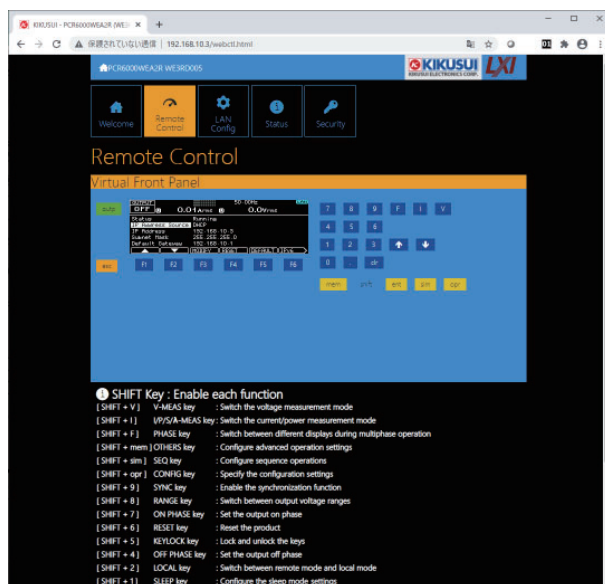 KIKUSUI - PCR6000WEA2R (WE3
保護されていない通信 | 192.168.10.3/webctl.html
PCR6000WEA2R WE3RD005
KIKUSUI LXI
KIKUSUI ELECTRONICS CORP.
Welcome
Remote Control
LAN Config
Status
Security
Remote Control
Virtual Front Panel
outp
OUTPUT 50.00Hz LAN
OFF 0.01Arms 0.0Vrms
Status Running
IP Address Source DHCP
IP Address 192.168.10.3
Subnet Mask 255.255.255.0
Default Gateway 192.168.10.1
esc F1 F2 F3 F4 F5 F6
7 8 9 F I V
4 5 6
1 2 3
0 . clr
mem shift ent sim opr
SHIFT Key : Enable each function
[ SHIFT + V ] V-MEAS key : Switch the voltage measurement mode
[ SHIFT + I ] I/P/S/A-MEAS key : Switch the current/power measurement mode
[ SHIFT + F ] PHASE key : Switch between different displays during multiphase operation
[ SHIFT + mem ] OTHERS key : Configure advanced operation settings
[ SHIFT + sim ] SEQ key : Configure sequence operations
[ SHIFT + opr ] CONFIG key : Specify the configuration settings
[ SHIFT + 9 ] SYNC key : Enable the synchronization function
[ SHIFT + 8 ] RANGE key : Switch between output voltage ranges
[ SHIFT + 7 ] ON PHASE key : Set the output on phase
[ SHIFT + 6 ] RESET key : Reset the product
[ SHIFT + 5 ] KEYLOCK key : Lock and unlock the keys
[ SHIFT + 4 ] OFF PHASE key : Set the output off phase
[ SHIFT + 2 ] LOCAL key : Switch between remote mode and local mode
[ SHIFT + 1 ] SLEEP key : Configure the sleep mode settings